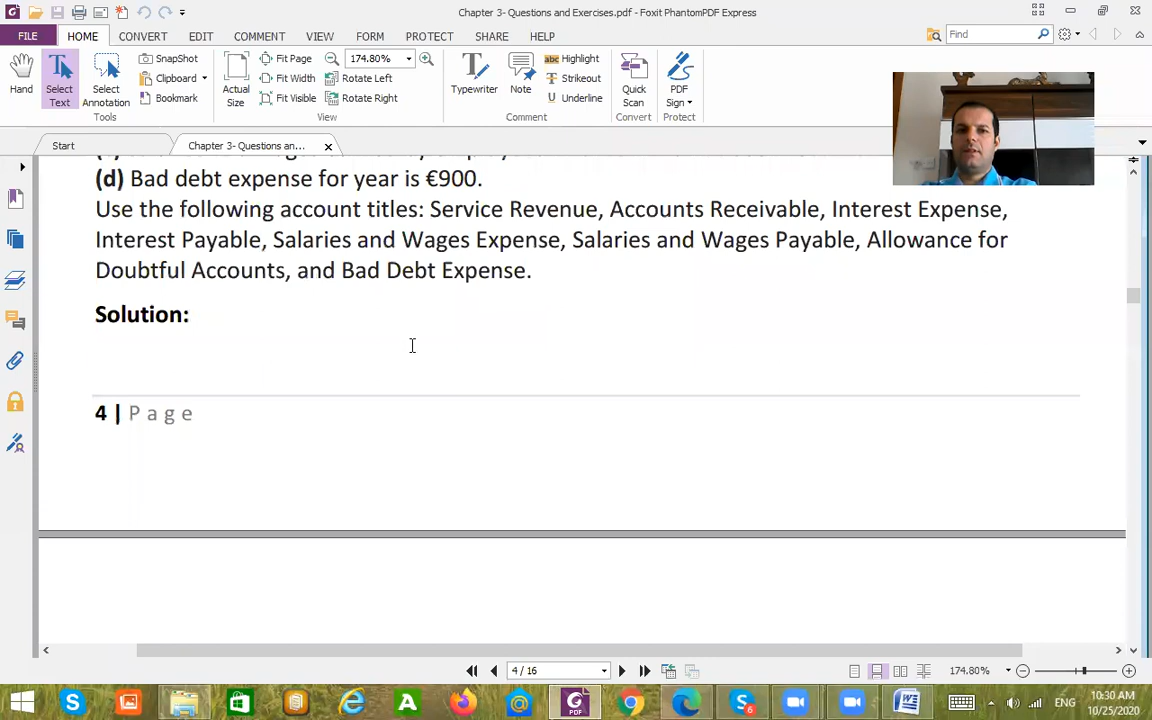 Chapter 3- Questions and Exercises.pdf - Foxit PhantomPDF Express
FILE HOME CONVERT EDIT COMMENT VIEW FORM PROTECT SHARE HELP
Find
Hand
Select Text
Select Annotation
SnapShot
Clipboard
Bookmark
Tools
Actual Size
Fit Page
Fit Width
Fit Visible
174.80%
Rotate Left
Rotate Right
View
Typewriter
Note
Highlight
Strikeout
Underline
Comment
Quick Scan
Convert
PDF Sign
Protect
Start
Chapter 3- Questions an...
(d) Bad debt expense for year is €900.
Use the following account titles: Service Revenue, Accounts Receivable, Interest Expense,
Interest Payable, Salaries and Wages Expense, Salaries and Wages Payable, Allowance for
Doubtful Accounts, and Bad Debt Expense.
Solution:
4 | Page
4 / 16
174.80%
ENG
10:30 AM
10/25/2020